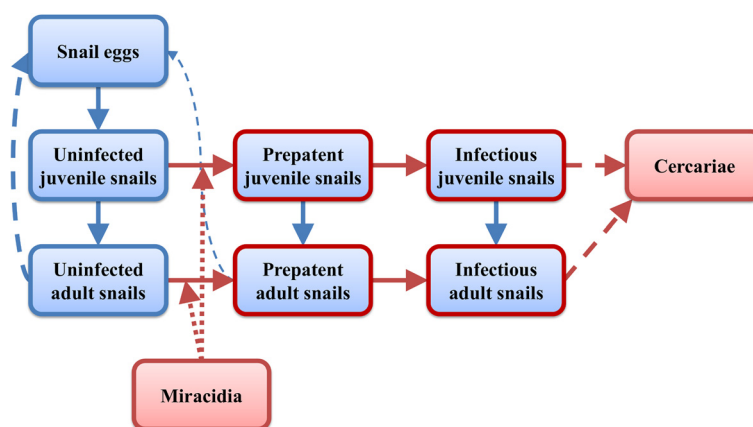 Snail eggs
Uninfected
juvenile snails
Prepatent
juvenile snails
Infectious
juvenile snails
Cercariae
Uninfected
adult snails
Prepatent
adult snails
Infectious
adult snails
Miracidia